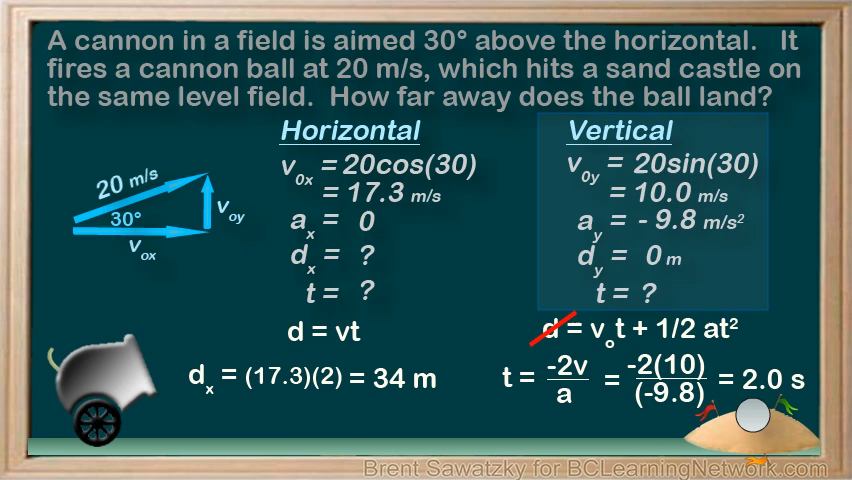 A cannon in a field is aimed 30° above the horizontal. It
fires a cannon ball at 20 m/s, which hits a sand castle on
the same level field. How far away does the ball land?
Horizontal
v0x = 20cos(30)
= 17.3 m/s
ax = 0
dx = ?
t = ?
Vertical
v0y = 20sin(30)
= 10.0 m/s
ay = - 9.8 m/s²
dy = 0 m
t = ?
20 m/s
30°
voy
vox
d = vt
dx = (17.3)(2) = 34 m
d = vot + 1/2 at²
t = -2v/a = -2(10)/(-9.8) = 2.0 s
Brent Sawatzky for BCLearningNetwork.com